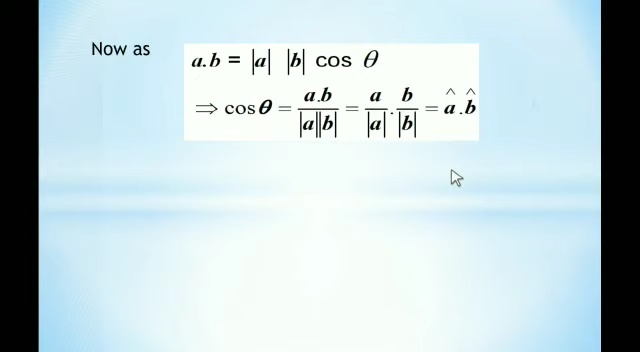 Now as
a.b = |a| |b| cos θ
⇒ cosθ = a.b / |a||b| = a / |a| . b / |b| = â.b̂